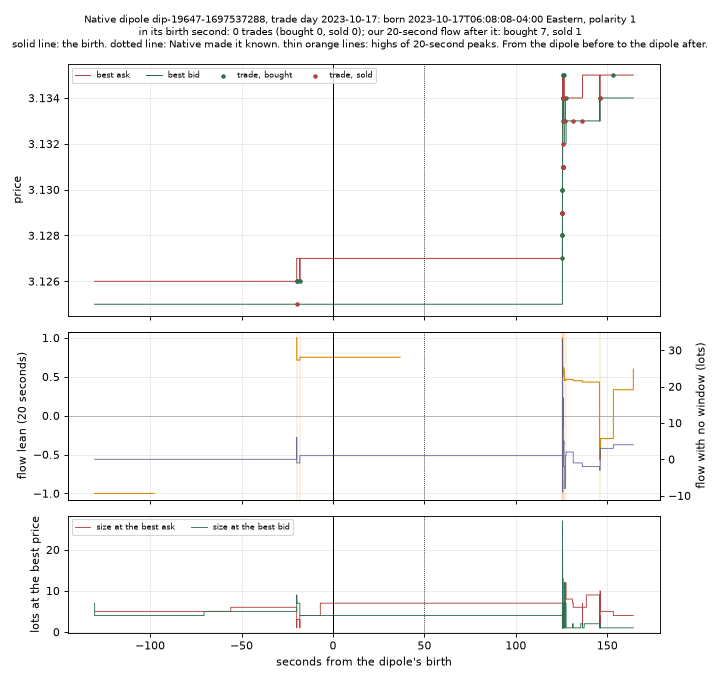 Native dipole dip-19647-1697537288, trade day 2023-10-17: born 2023-10-17T06:08:08-04:00 Eastern, polarity 1
in its birth second: 0 trades (bought 0, sold 0); our 20-second flow after it: bought 7, sold 1
solid line: the birth. dotted line: Native made it known. thin orange lines: highs of 20-second peaks. From the dipole before to the dipole after.
best ask
best bid
trade, bought
trade, sold
3.134
3.132
3.130
3.128
3.126
price
1.0
0.5
0.0
−0.5
−1.0
flow lean (20 seconds)
30
20
10
0
−10
flow with no window (lots)
size at the best ask
size at the best bid
20
10
0
lots at the best price
−100
−50
0
50
100
150
seconds from the dipole's birth